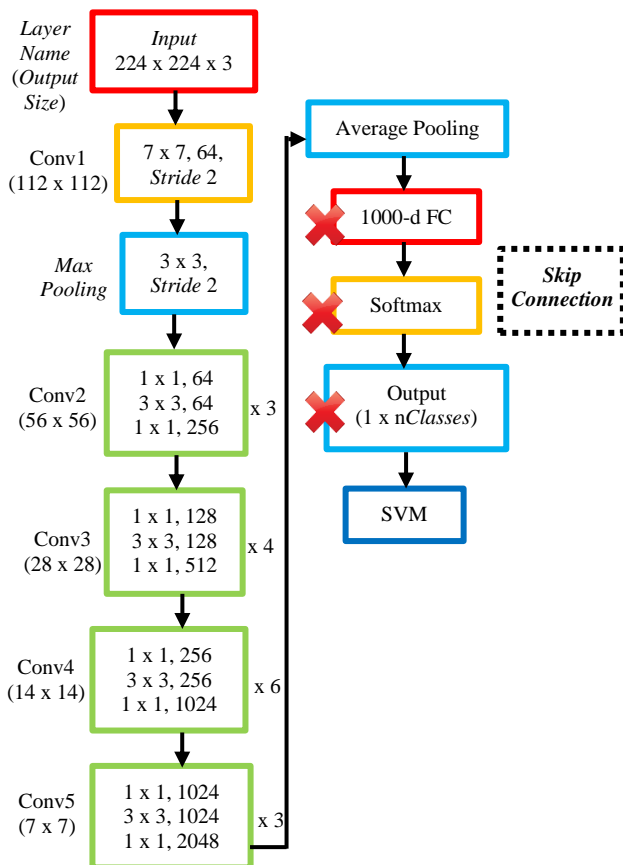 Layer
Name
(Output
Size)
Input
224 x 224 x 3
Conv1
(112 x 112)
7 x 7, 64,
Stride 2
Max
Pooling
3 x 3,
Stride 2
Conv2
(56 x 56)
1 x 1, 64
3 x 3, 64
1 x 1, 256
x 3
Conv3
(28 x 28)
1 x 1, 128
3 x 3, 128
1 x 1, 512
x 4
Conv4
(14 x 14)
1 x 1, 256
3 x 3, 256
1 x 1, 1024
x 6
Conv5
(7 x 7)
1 x 1, 1024
3 x 3, 1024
1 x 1, 2048
x 3
Average Pooling
1000-d FC
Softmax
Output
(1 x nClasses)
SVM
Skip
Connection